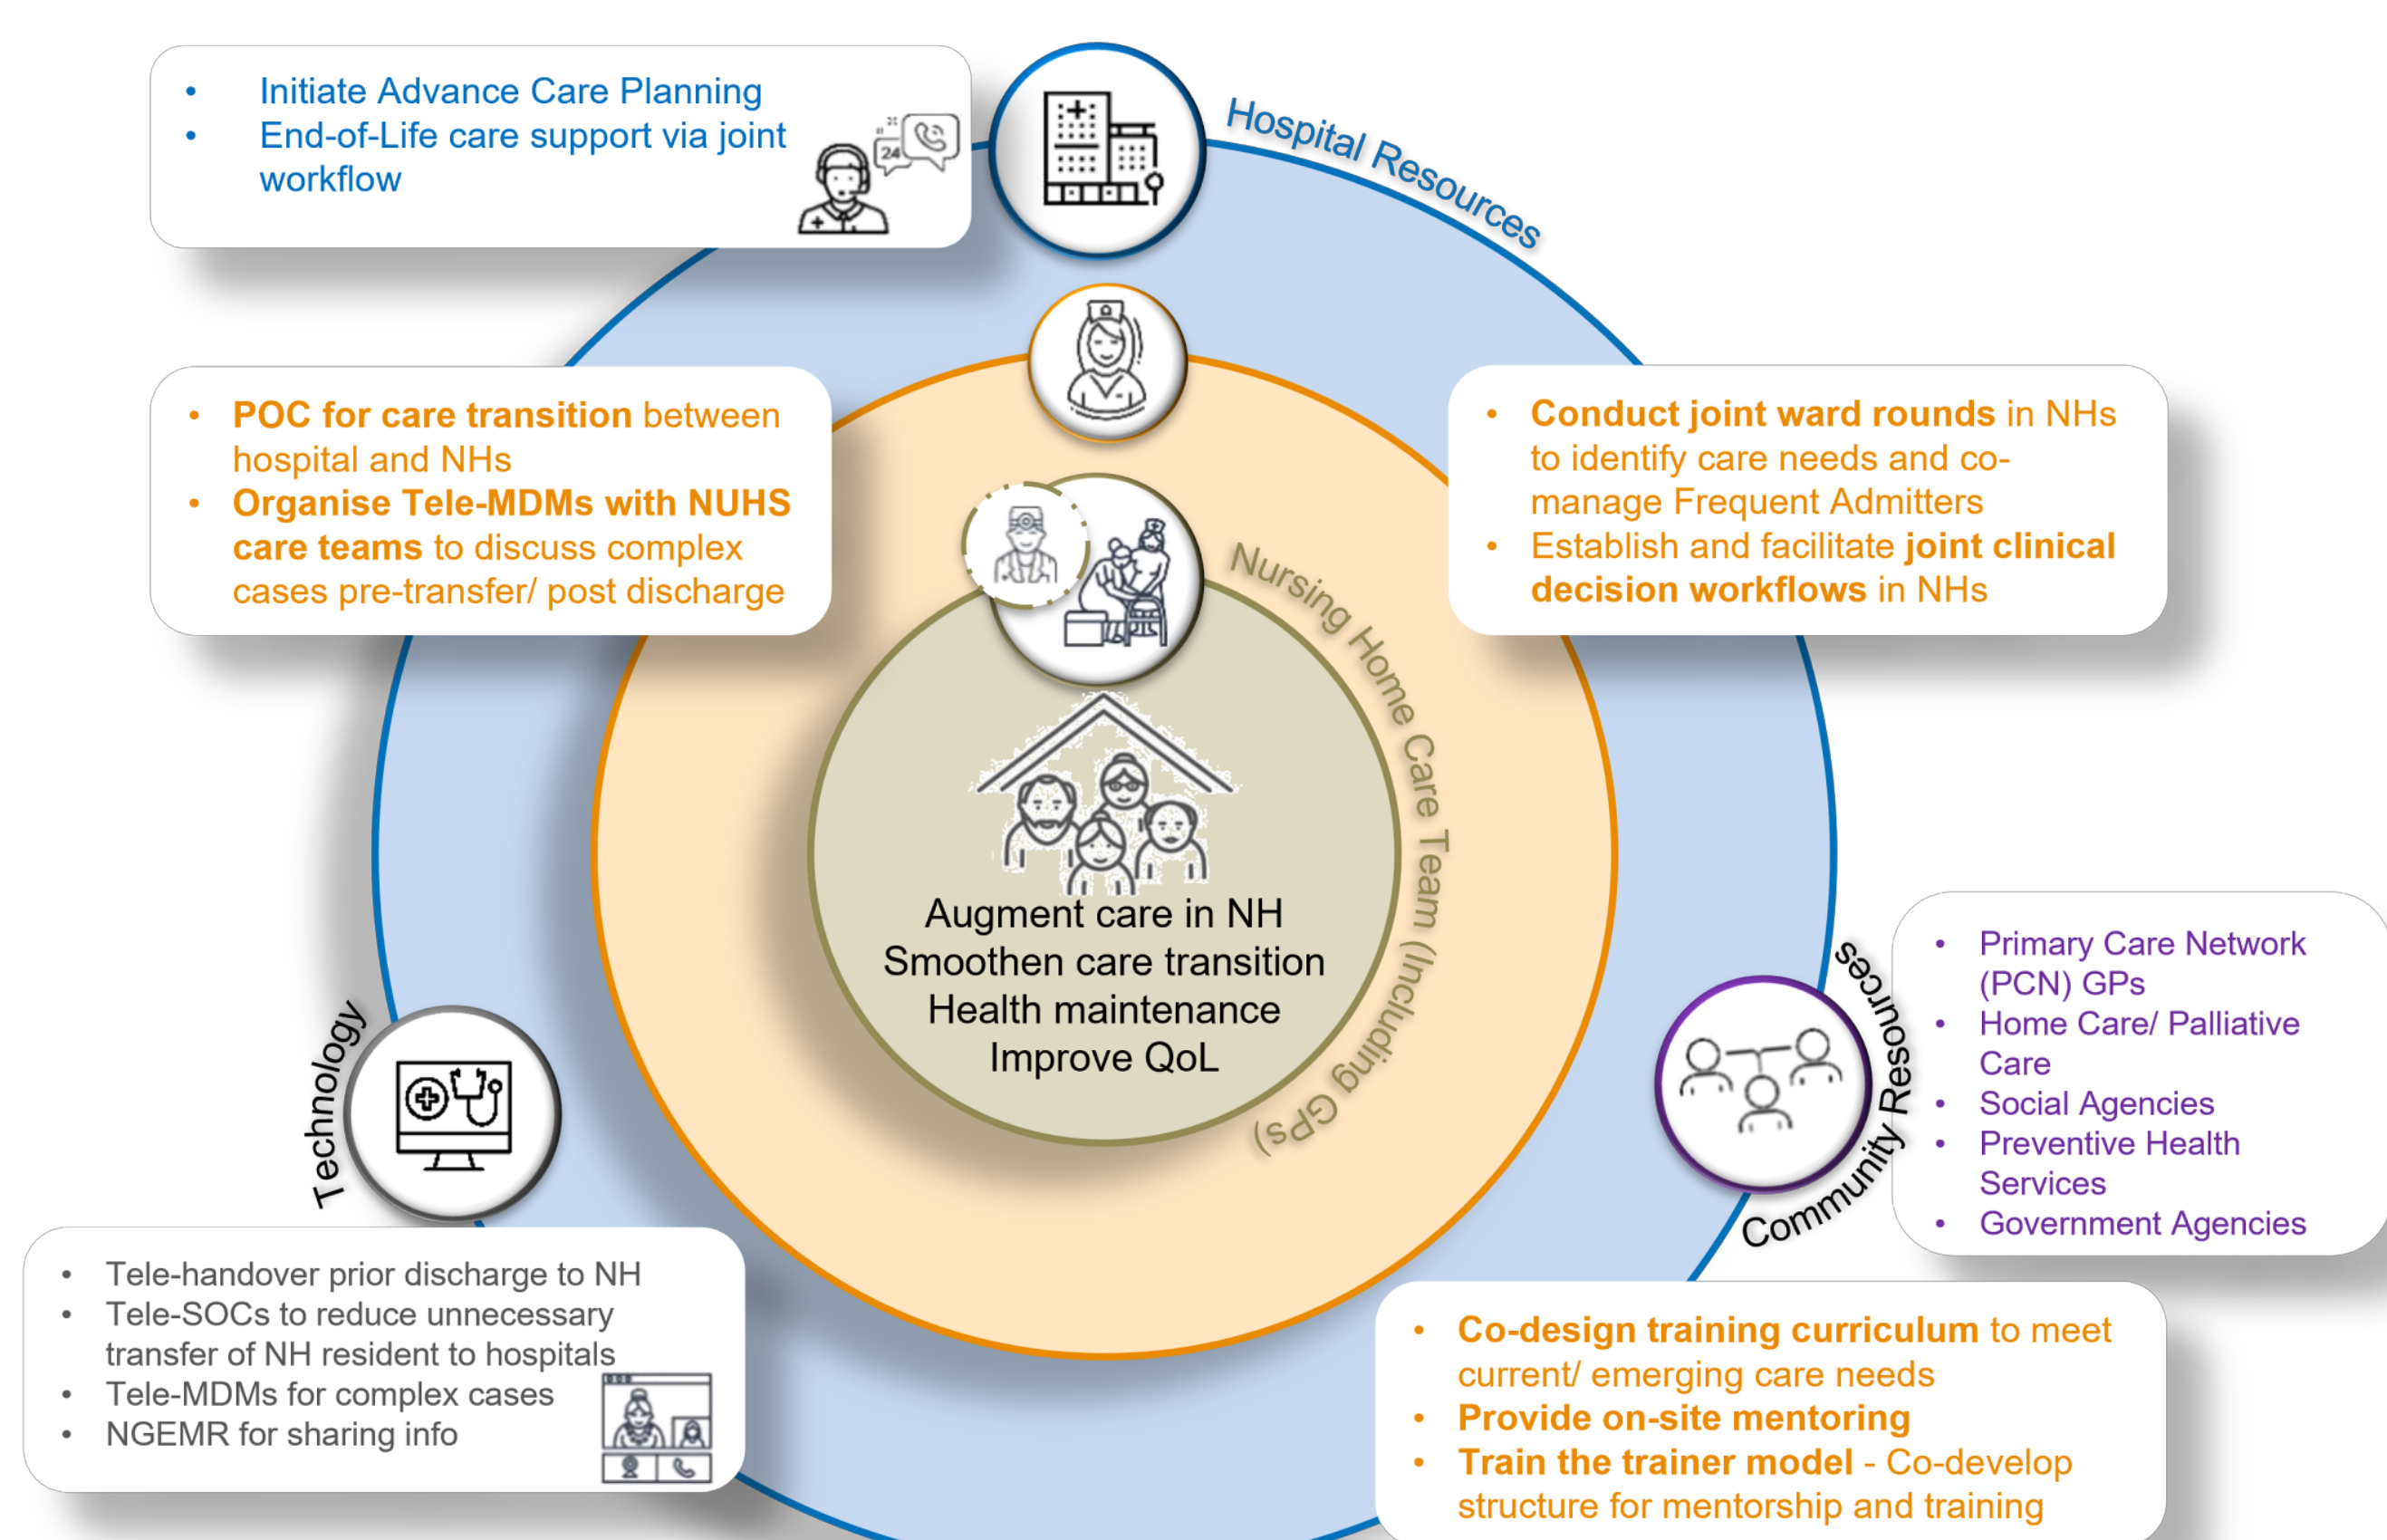 • Initiate Advance Care Planning
• End-of-Life care support via joint
workflow
24
Hospital Resources
• POC for care transition between
hospital and NHs
• Organise Tele-MDMs with NUHS
care teams to discuss complex
cases pre-transfer/ post discharge
• Conduct joint ward rounds in NHs
to identify care needs and co-
manage Frequent Admitters
• Establish and facilitate joint clinical
decision workflows in NHs
Nursing Home Care Team (Including GPs)
Augment care in NH
Smoothen care transition
Health maintenance
Improve QoL
Technology
• Tele-handover prior discharge to NH
• Tele-SOCs to reduce unnecessary
transfer of NH resident to hospitals
• Tele-MDMs for complex cases
• NGEMR for sharing info
Community Resources
• Primary Care Network
(PCN) GPs
• Home Care/ Palliative
Care
• Social Agencies
• Preventive Health
Services
• Government Agencies
• Co-design training curriculum to meet
current/ emerging care needs
• Provide on-site mentoring
• Train the trainer model - Co-develop
structure for mentorship and training